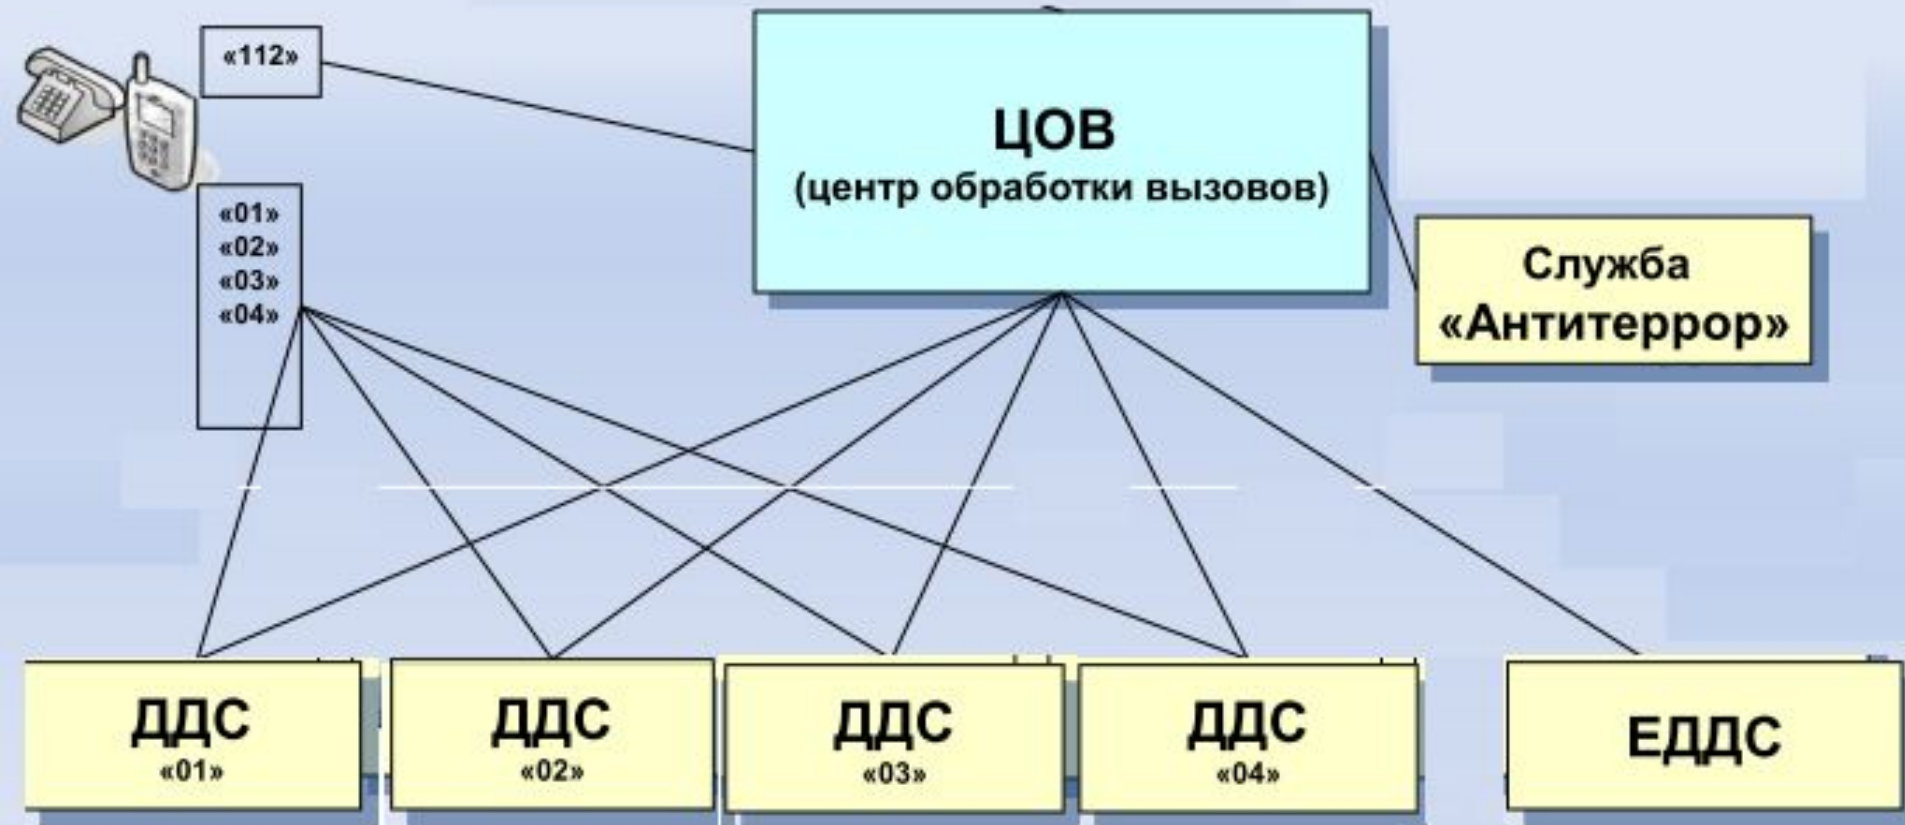 «112»
ЦОВ
(центр обработки вызовов)
«01»
«02»
«03»
«04»
Служба
«Антитеррор»
ДДС
«01»
ДДС
«02»
ДДС
«03»
ДДС
«04»
ЕДДС